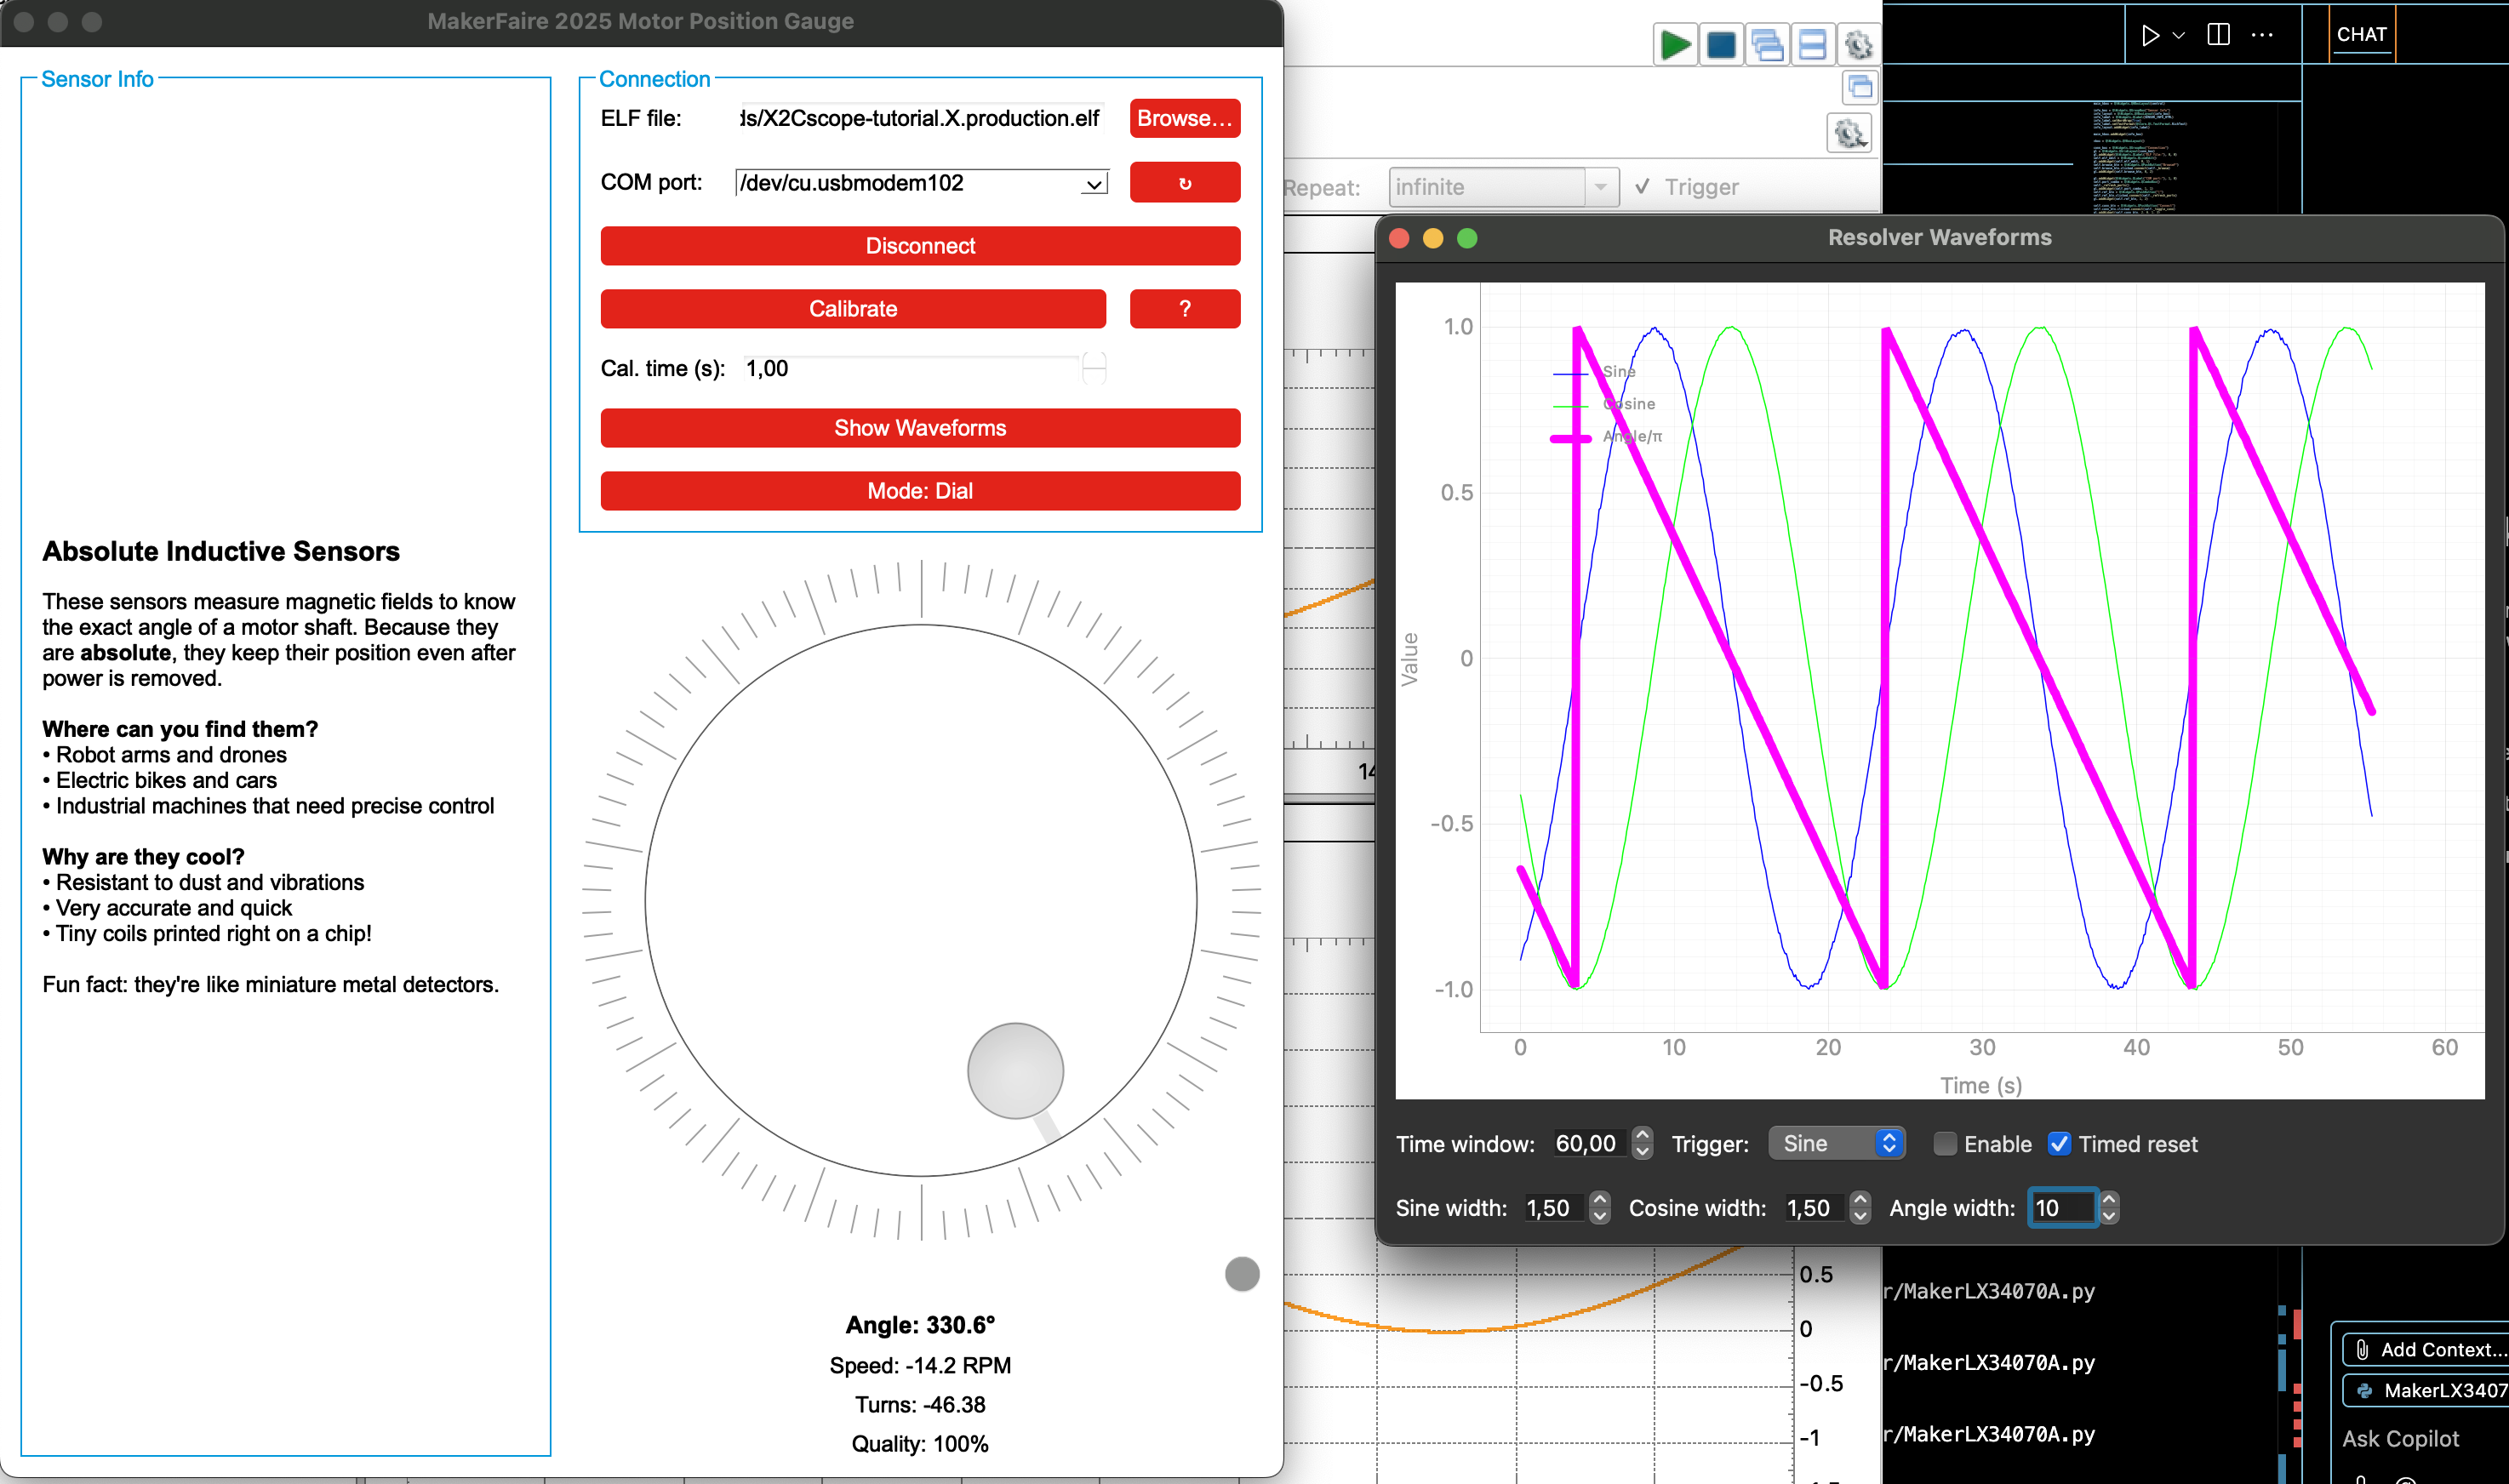 MakerFaire 2025 Motor Position Gauge
Sensor Info
Absolute Inductive Sensors
These sensors measure magnetic fields to know
the exact angle of a motor shaft. Because they
are absolute, they keep their position even after
power is removed.
Where can you find them?
• Robot arms and drones
• Electric bikes and cars
• Industrial machines that need precise control
Why are they cool?
• Resistant to dust and vibrations
• Very accurate and quick
• Tiny coils printed right on a chip!
Fun fact: they're like miniature metal detectors.
Connection
ELF file: ds/X2Cscope-tutorial.X.production.elf Browse...
COM port: /dev/cu.usbmodem102 ↻
Disconnect
Calibrate ?
Cal. time (s): 1,00
Show Waveforms
Mode: Dial
Angle: 330.6°
Speed: -14.2 RPM
Turns: -46.38
Quality: 100%
Repeat: infinite ✓ Trigger
14
0.5
0
-0.5
-1
CHAT
Resolver Waveforms
1.0
0.5
0
-0.5
-1.0
Value
Sine
Cosine
Angle/π
0 10 20 30 40 50 60
Time (s)
Time window: 60,00 Trigger: Sine Enable Timed reset
Sine width: 1,50 Cosine width: 1,50 Angle width: 10
r/MakerLX34070A.py
r/MakerLX34070A.py
r/MakerLX34070A.py
Add Context...
MakerLX3407
Ask Copilot